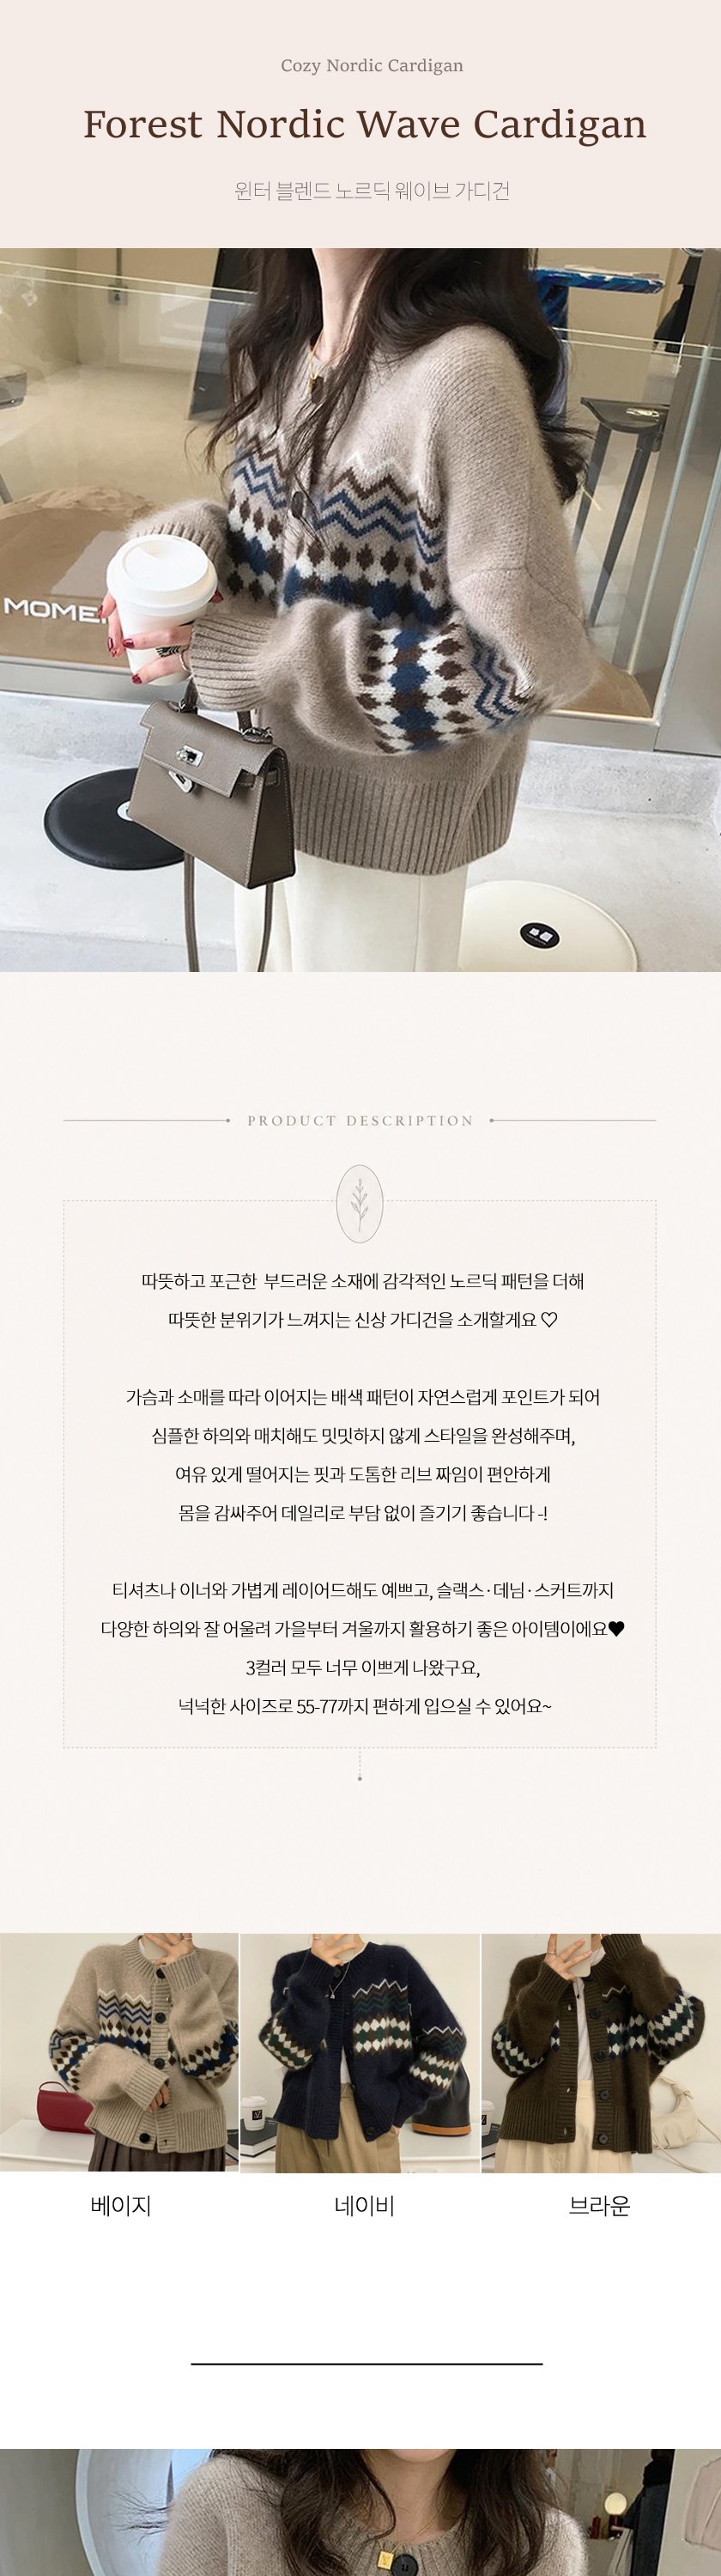 Cozy Nordic Cardigan
Forest Nordic Wave Cardigan
윈터 블렌드 노르딕 웨이브 가디건
MOME
PRODUCT DESCRIPTION
따뜻하고 포근한 부드러운 소재에 감각적인 노르딕 패턴을 더해
따뜻한 분위기가 느껴지는 신상 가디건을 소개할게요 ♡
가슴과 소매를 따라 이어지는 배색 패턴이 자연스럽게 포인트가 되어
심플한 하의와 매치해도 밋밋하지 않게 스타일을 완성해주며,
여유 있게 떨어지는 핏과 도톰한 리브 짜임이 편안하게
몸을 감싸주어 데일리로 부담 없이 즐기기 좋습니다 -!
티셔츠나 이너와 가볍게 레이어드해도 예쁘고, 슬랙스·데님·스커트까지
다양한 하의와 잘 어울려 가을부터 겨울까지 활용하기 좋은 아이템이에요♥
3컬러 모두 너무 이쁘게 나왔구요,
넉넉한 사이즈로 55-77까지 편하게 입으실 수 있어요~
베이지
네이비
브라운